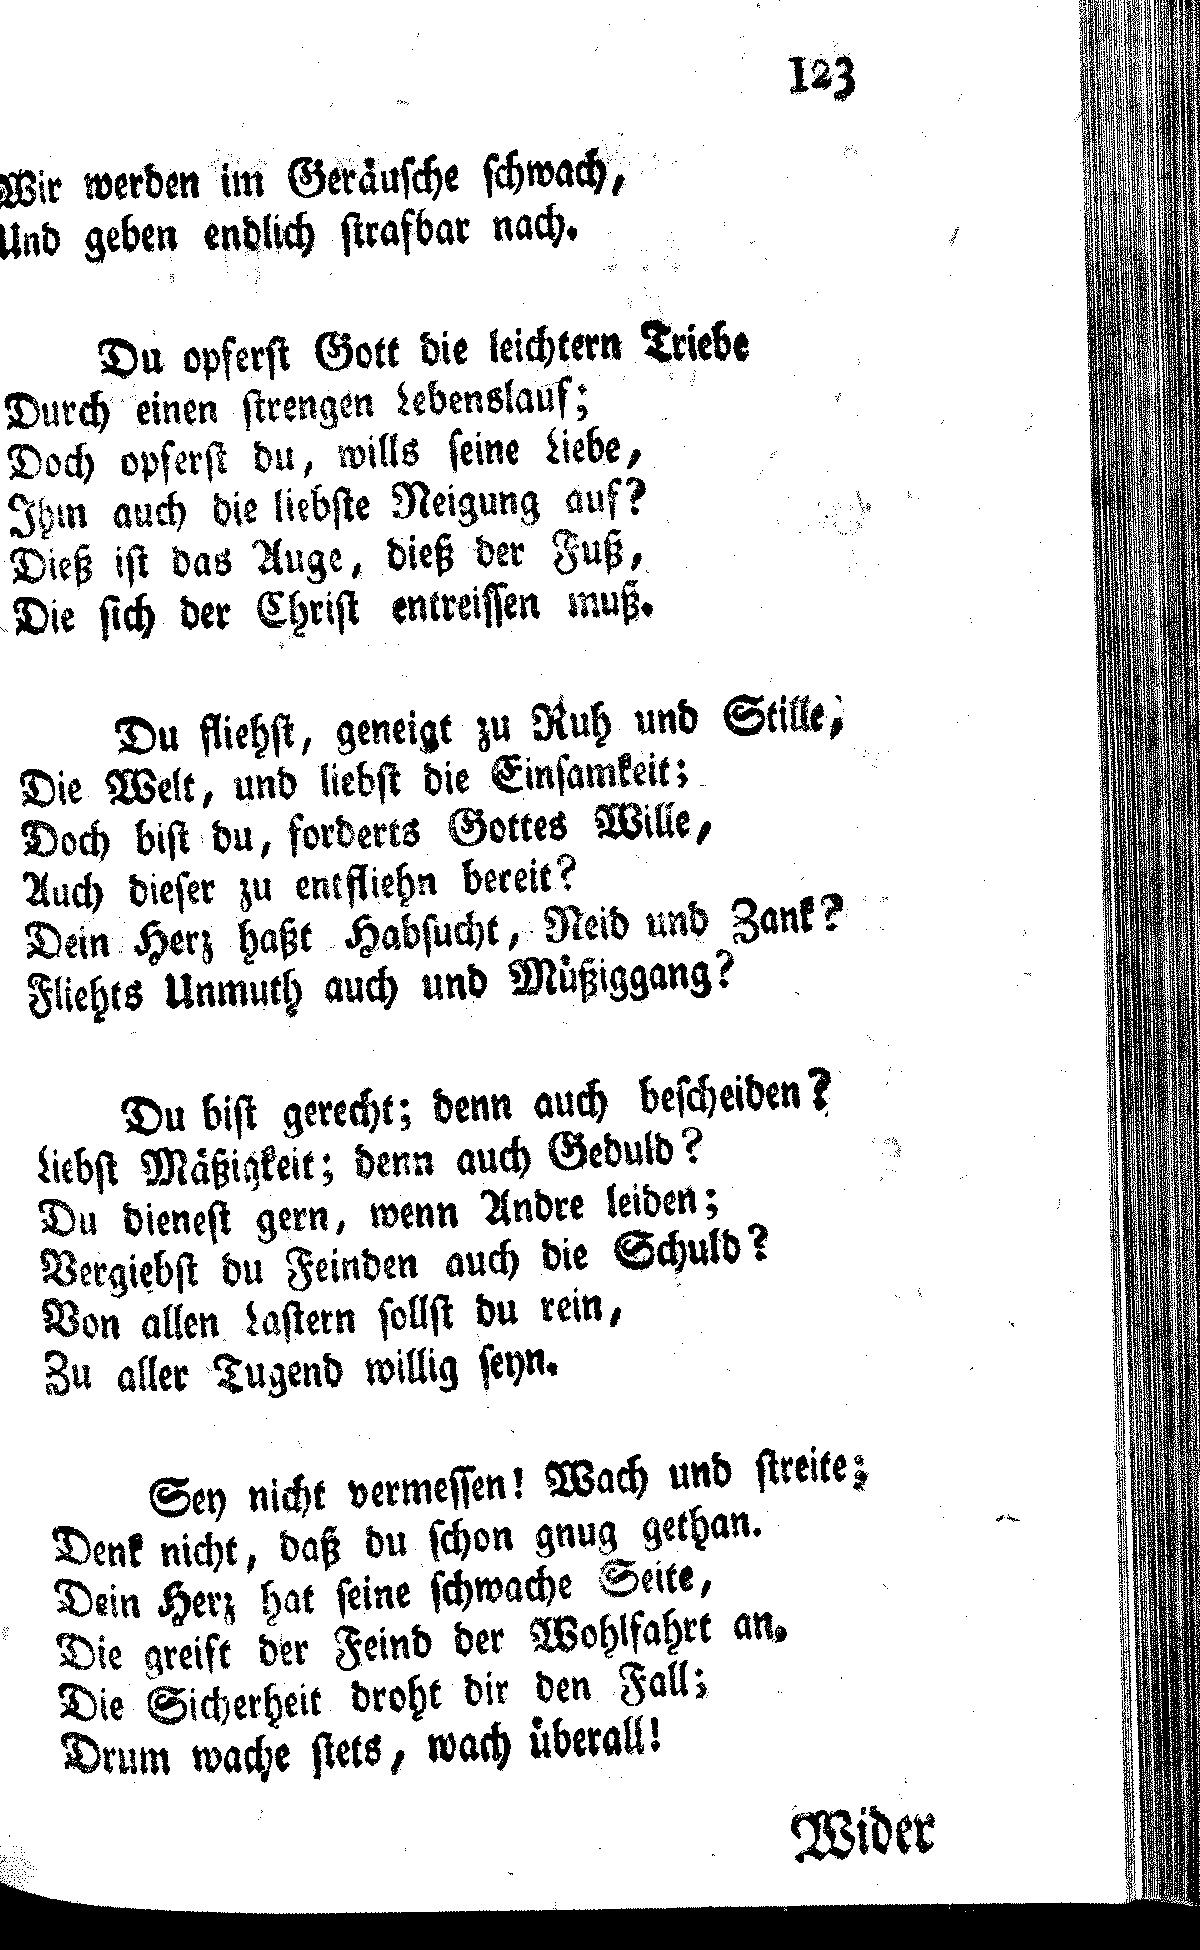 123
Wir werden im Geräusche schwach,
Und geben endlich strafbar nach.
Du opferst Gott die leichtern Triebe
Durch einen strengen Lebenslauf;
Doch opferst du, wills seine Liebe,
Ihm auch die liebste Neigung auf?
Dieß ist das Auge, dieß der Fuß,
Die sich der Christ entreissen muß.
Du fliehst, geneigt zu Ruh und Stille,
Die Welt, und liebst die Einsamkeit;
Doch bist du, forderts Gottes Wille,
Auch dieser zu entfliehn bereit?
Dein Herz haßt Habsucht, Neid und Zank?
Fliehts Unmuth auch und Müßiggang?
Du bist gerecht; denn auch bescheiden?
Liebst Mäßigkeit; denn auch Geduld?
Du dienest gern, wenn Andre leiden;
Vergiebst du Feinden auch die Schuld?
Von allen Lastern sollst du rein,
Zu aller Tugend willig seyn.
Sey nicht vermessen! Wach und streite;
Denk nicht, daß du schon gnug gethan.
Dein Herz hat seine schwache Seite,
Die greift der Feind der Wohlfahrt an.
Die Sicherheit droht dir den Fall;
Drum wache stets, wach überall!
Wider